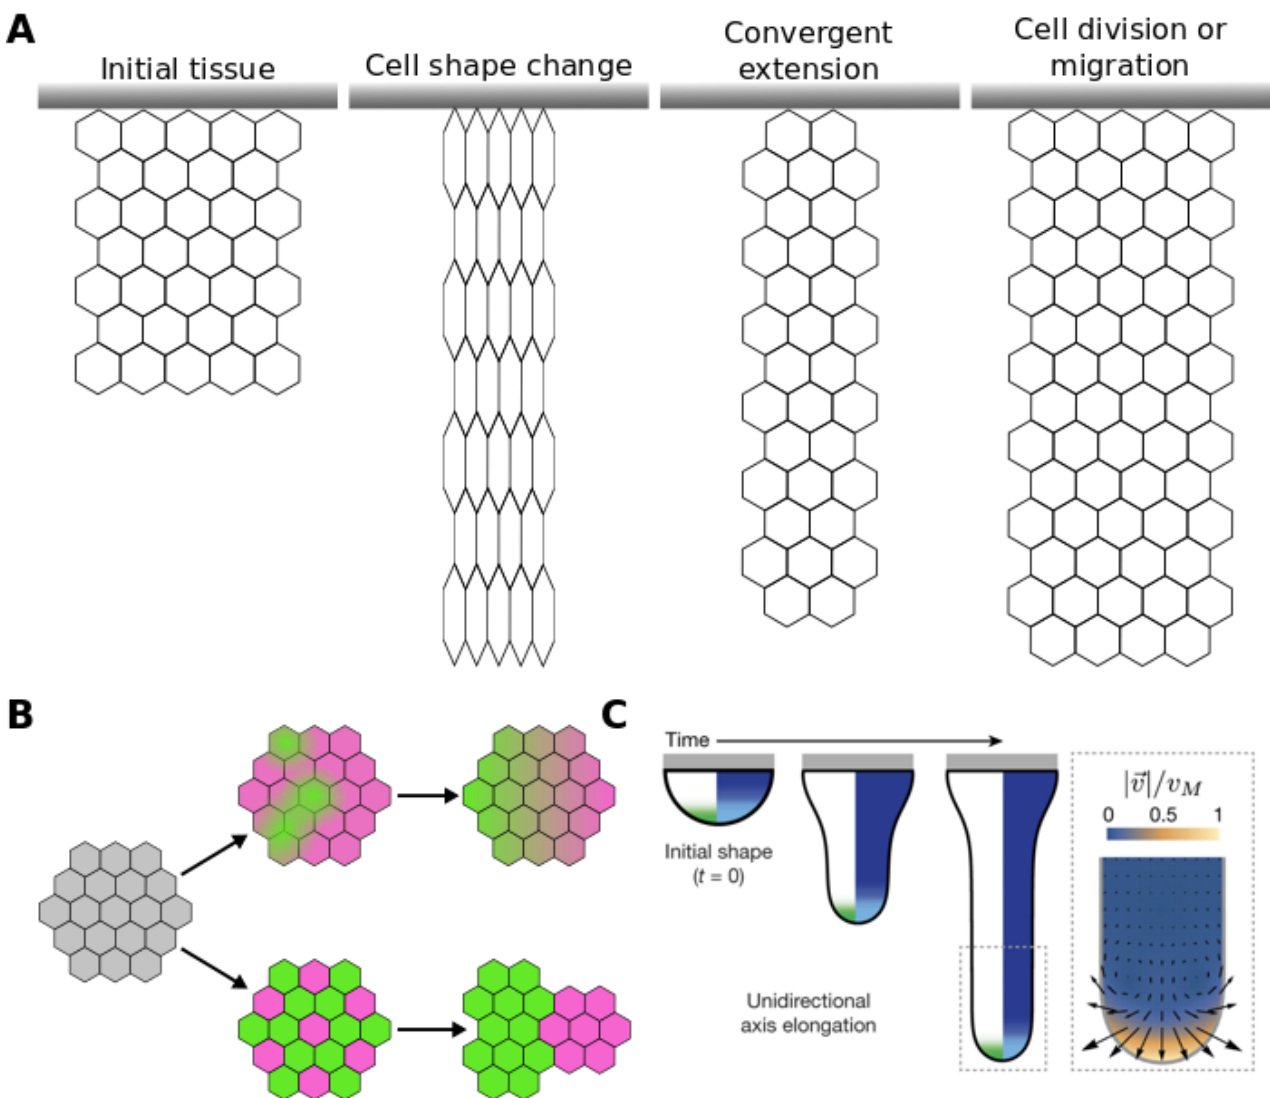 A
Initial tissue
Cell shape change
Convergent
extension
Cell division or
migration
B
C
Time
Initial shape
(t = 0)
Unidirectional
axis elongation
|v⃗|/v_M
0 0.5 1